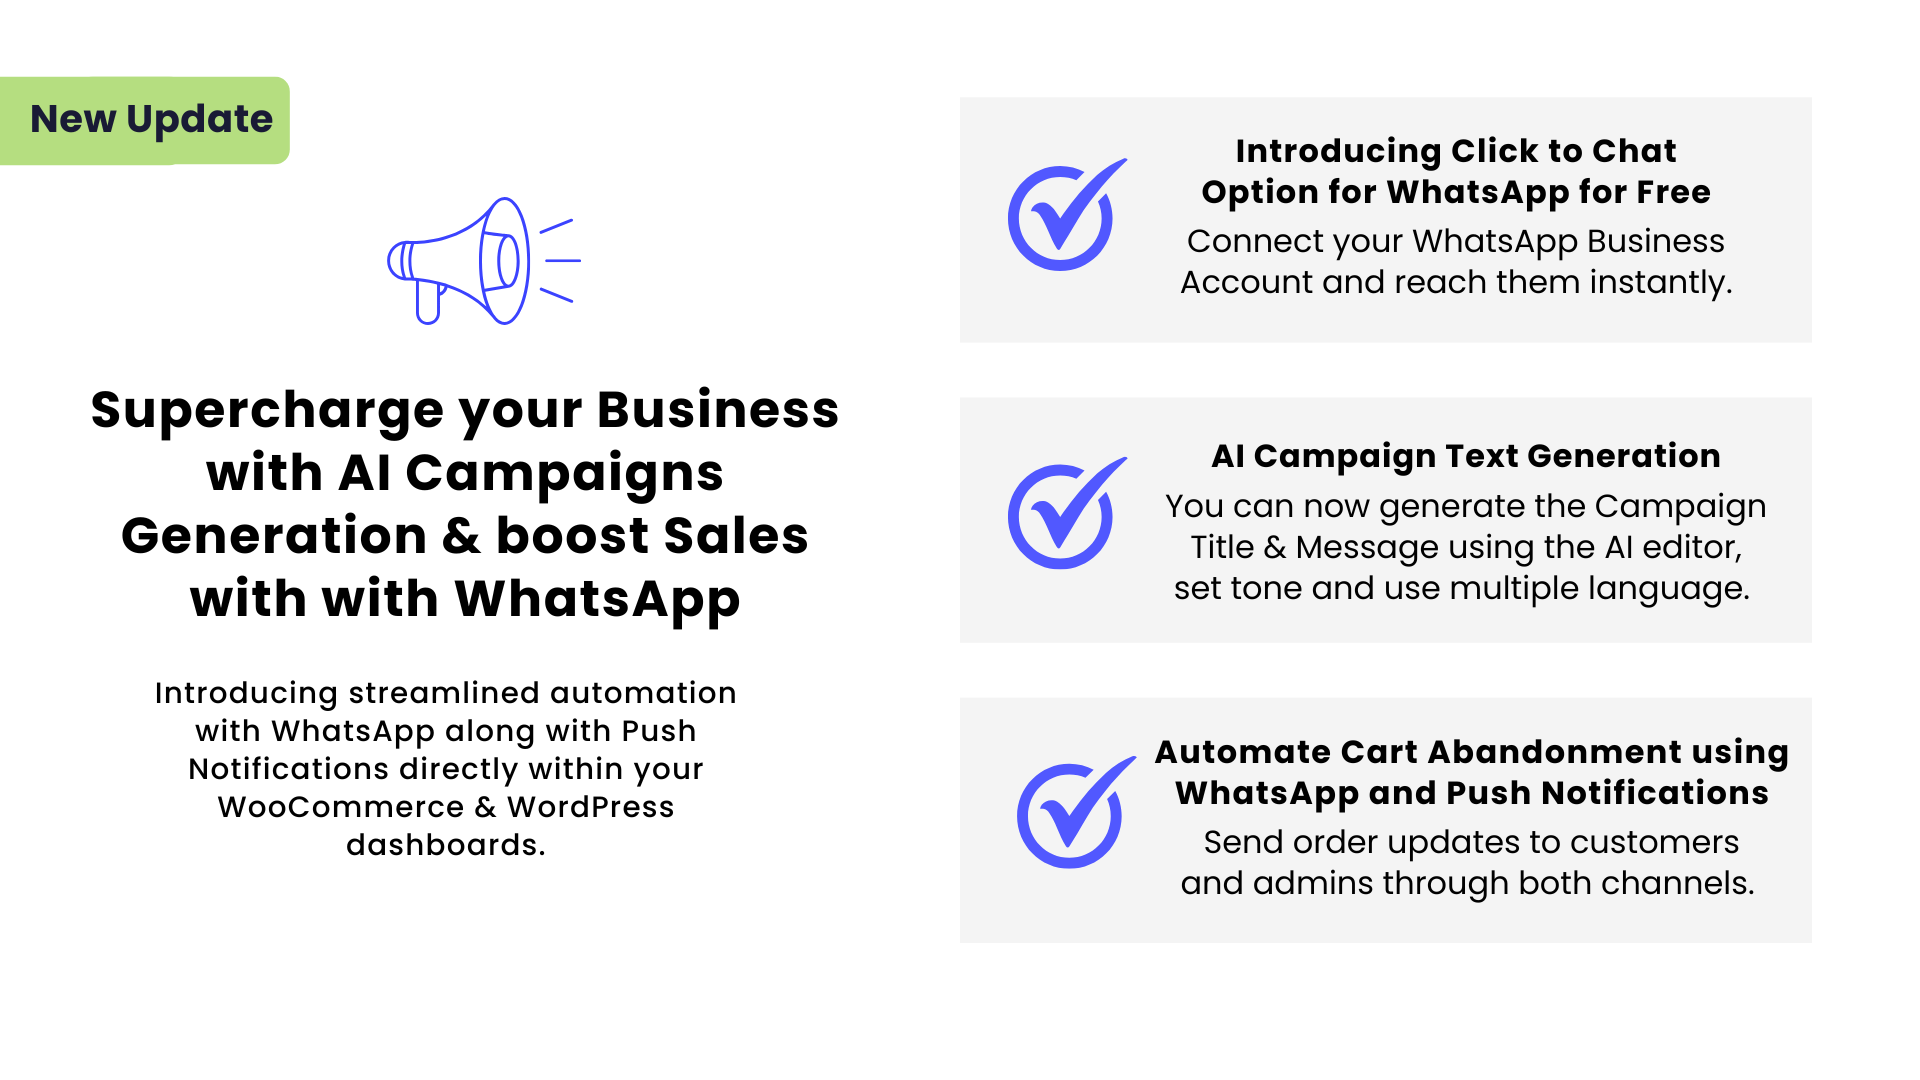 New Update
Supercharge your Business
with AI Campaigns
Generation & boost Sales
with with WhatsApp
Introducing streamlined automation
with WhatsApp along with Push
Notifications directly within your
WooCommerce & WordPress
dashboards.
Introducing Click to Chat
Option for WhatsApp for Free
Connect your WhatsApp Business
Account and reach them instantly.
AI Campaign Text Generation
You can now generate the Campaign
Title & Message using the AI editor,
set tone and use multiple language.
Automate Cart Abandonment using
WhatsApp and Push Notifications
Send order updates to customers
and admins through both channels.